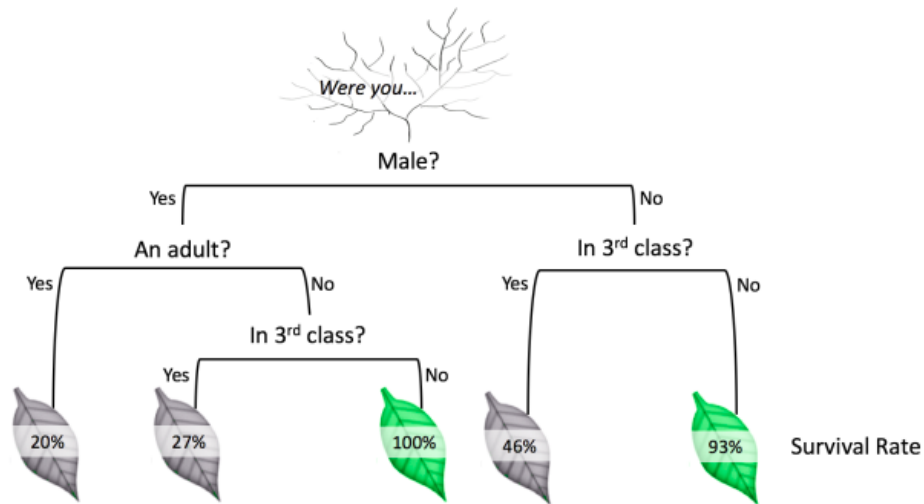 Were you...
Male?
Yes
No
An adult?
In 3rd class?
Yes
No
Yes
No
In 3rd class?
Yes
No
20%
27%
100%
46%
93%
Survival Rate